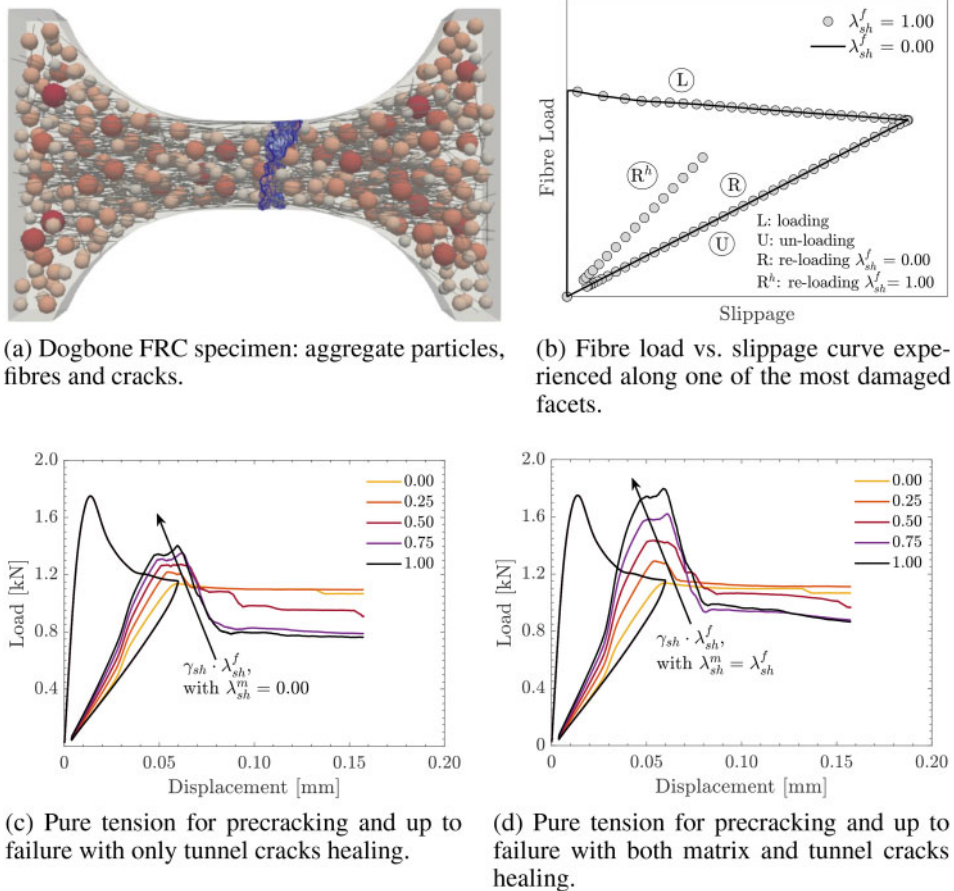 λ^f_sh = 1.00
λ^f_sh = 0.00
L
R^h
R
U
L: loading
U: un-loading
R: re-loading λ^f_sh = 0.00
R^h: re-loading λ^f_sh = 1.00
Fibre Load
Slippage
(a) Dogbone FRC specimen: aggregate particles,
fibres and cracks.
(b) Fibre load vs. slippage curve expe-
rienced along one of the most damaged
facets.
2.0
1.6
1.2
0.8
0.4
0
Load [kN]
0.00
0.25
0.50
0.75
1.00
γ_sh · λ^f_sh,
with λ^m_sh = 0.00
0 0.05 0.10 0.15 0.20
Displacement [mm]
(c) Pure tension for precracking and up to
failure with only tunnel cracks healing.
2.0
1.6
1.2
0.8
0.4
0
Load [kN]
0.00
0.25
0.50
0.75
1.00
γ_sh · λ^f_sh,
with λ^m_sh = λ^f_sh
0 0.05 0.10 0.15 0.20
Displacement [mm]
(d) Pure tension for precracking and up to
failure with both matrix and tunnel cracks
healing.